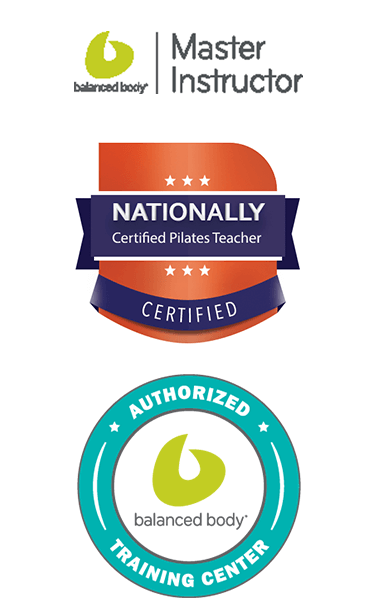 balanced body®
Master
Instructor
NATIONALLY
Certified Pilates Teacher
CERTIFIED
AUTHORIZED
balanced body®
TRAINING CENTER